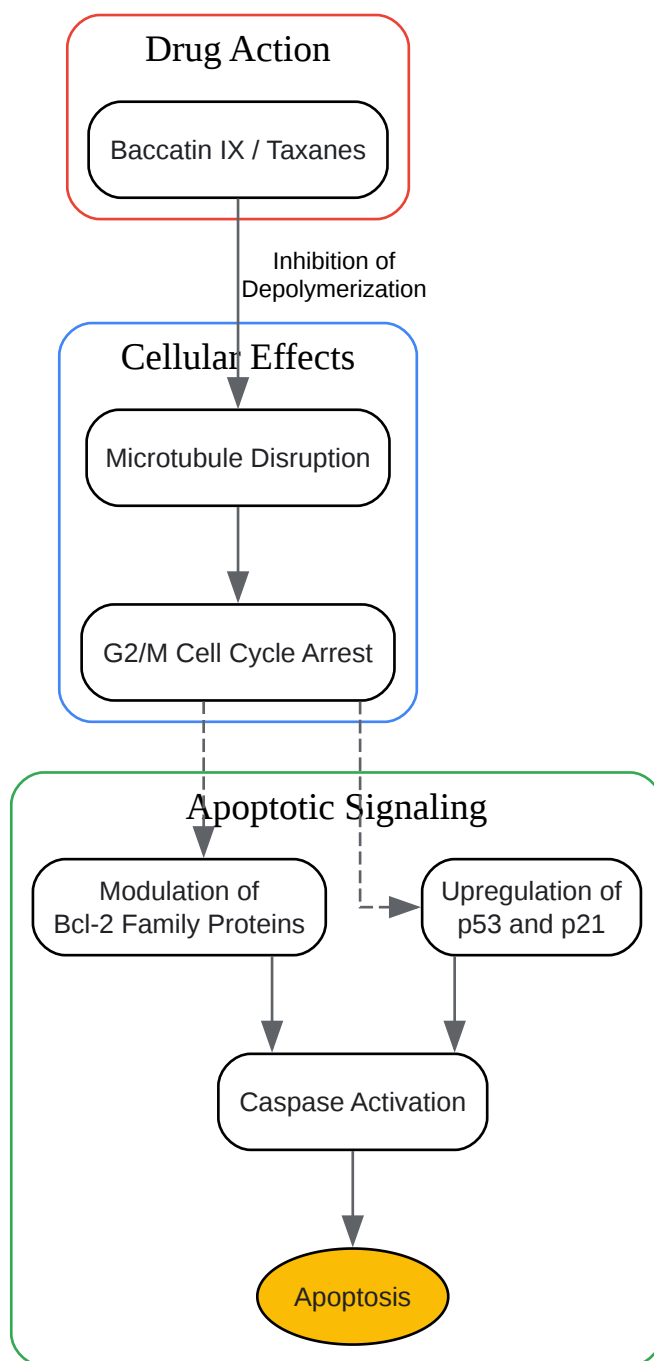 Drug Action
Baccatin IX / Taxanes
Inhibition of
Depolymerization
Cellular Effects
Microtubule Disruption
G2/M Cell Cycle Arrest
Apoptotic Signaling
Modulation of
Bcl-2 Family Proteins
Upregulation of
p53 and p21
Caspase Activation
Apoptosis